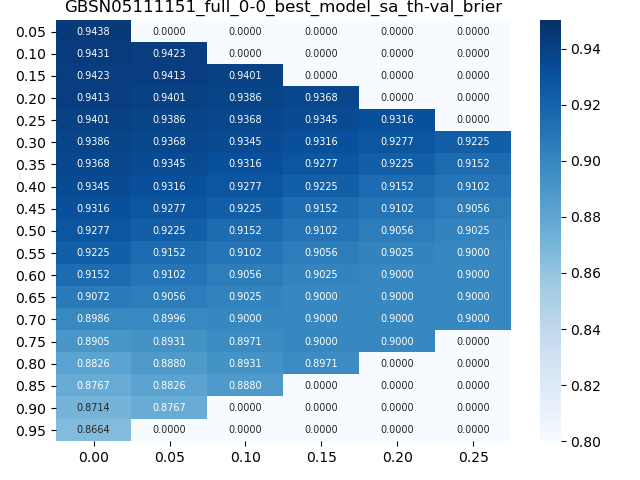 GBSN05111151_full_0-0_best_model_sa_th-val_brier
0.05 0.9438 0.0000 0.0000 0.0000 0.0000 0.0000
0.10 0.9431 0.9423 0.0000 0.0000 0.0000 0.0000
0.15 0.9423 0.9413 0.9401 0.0000 0.0000 0.0000
0.20 0.9413 0.9401 0.9386 0.9368 0.0000 0.0000
0.25 0.9401 0.9386 0.9368 0.9345 0.9316 0.0000
0.30 0.9386 0.9368 0.9345 0.9316 0.9277 0.9225
0.35 0.9368 0.9345 0.9316 0.9277 0.9225 0.9152
0.40 0.9345 0.9316 0.9277 0.9225 0.9152 0.9102
0.45 0.9316 0.9277 0.9225 0.9152 0.9102 0.9056
0.50 0.9277 0.9225 0.9152 0.9102 0.9056 0.9025
0.55 0.9225 0.9152 0.9102 0.9056 0.9025 0.9000
0.60 0.9152 0.9102 0.9056 0.9025 0.9000 0.9000
0.65 0.9072 0.9056 0.9025 0.9000 0.9000 0.9000
0.70 0.8986 0.8996 0.9000 0.9000 0.9000 0.9000
0.75 0.8905 0.8931 0.8971 0.9000 0.9000 0.0000
0.80 0.8826 0.8880 0.8931 0.8971 0.0000 0.0000
0.85 0.8767 0.8826 0.8880 0.0000 0.0000 0.0000
0.90 0.8714 0.8767 0.0000 0.0000 0.0000 0.0000
0.95 0.8664 0.0000 0.0000 0.0000 0.0000 0.0000
0.00 0.05 0.10 0.15 0.20 0.25
0.94
0.92
0.90
0.88
0.86
0.84
0.82
0.80